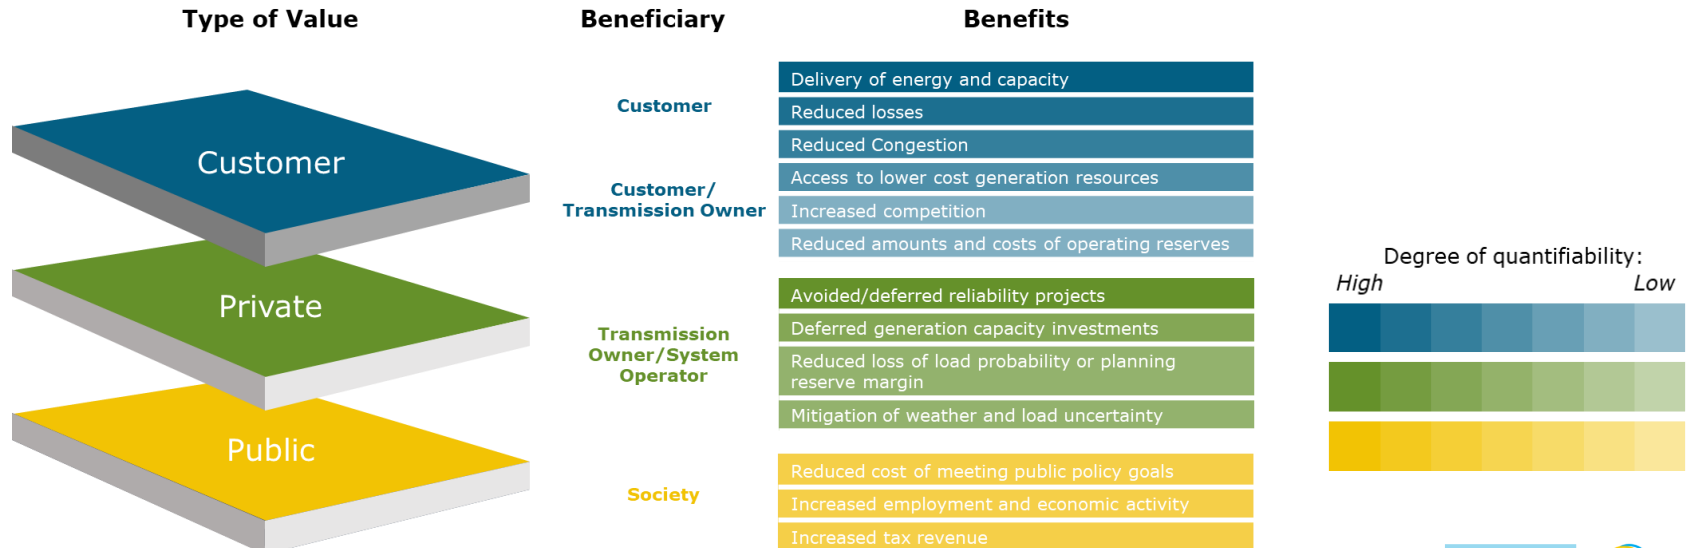 Type of Value
Beneficiary
Benefits
Customer
Private
Public
Customer
Customer/
Transmission Owner
Transmission
Owner/System
Operator
Society
Delivery of energy and capacity
Reduced losses
Reduced Congestion
Access to lower cost generation resources
Increased competition
Reduced amounts and costs of operating reserves
Avoided/deferred reliability projects
Deferred generation capacity investments
Reduced loss of load probability or planning
reserve margin
Mitigation of weather and load uncertainty
Reduced cost of meeting public policy goals
Increased employment and economic activity
Increased tax revenue
Degree of quantifiability:
High
Low